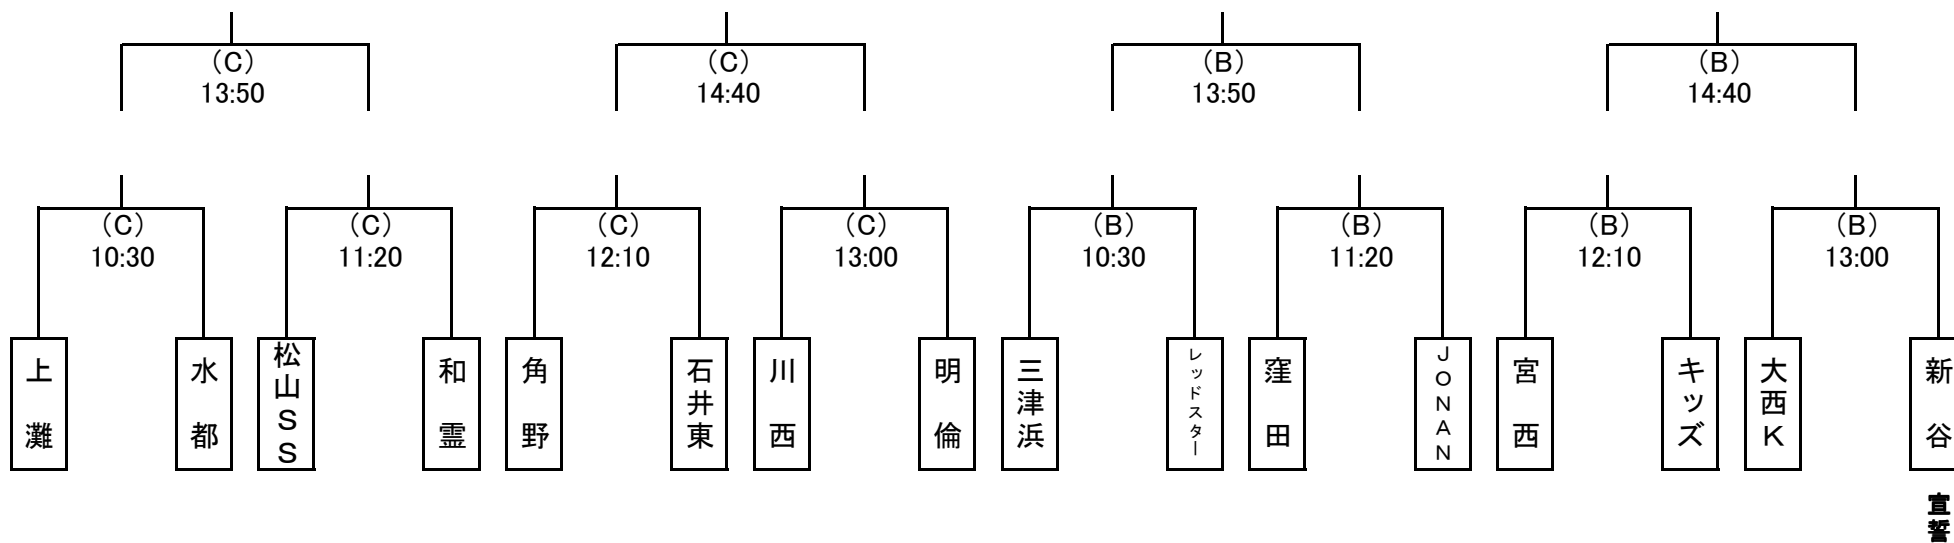 （C）
13:50
（C）
14:40
（B）
13:50
（B）
14:40
（C）
10:30
（C）
11:20
（C）
12:10
（C）
13:00
（B）
10:30
（B）
11:20
（B）
12:10
（B）
13:00
上灘
水都
松山ＳＳ
和霊
角野
石井東
川西
明倫
三津浜
レッドスター
窪田
ＪＯＮＡＮ
宮西
キッズ
大西Ｋ
新谷
宣誓